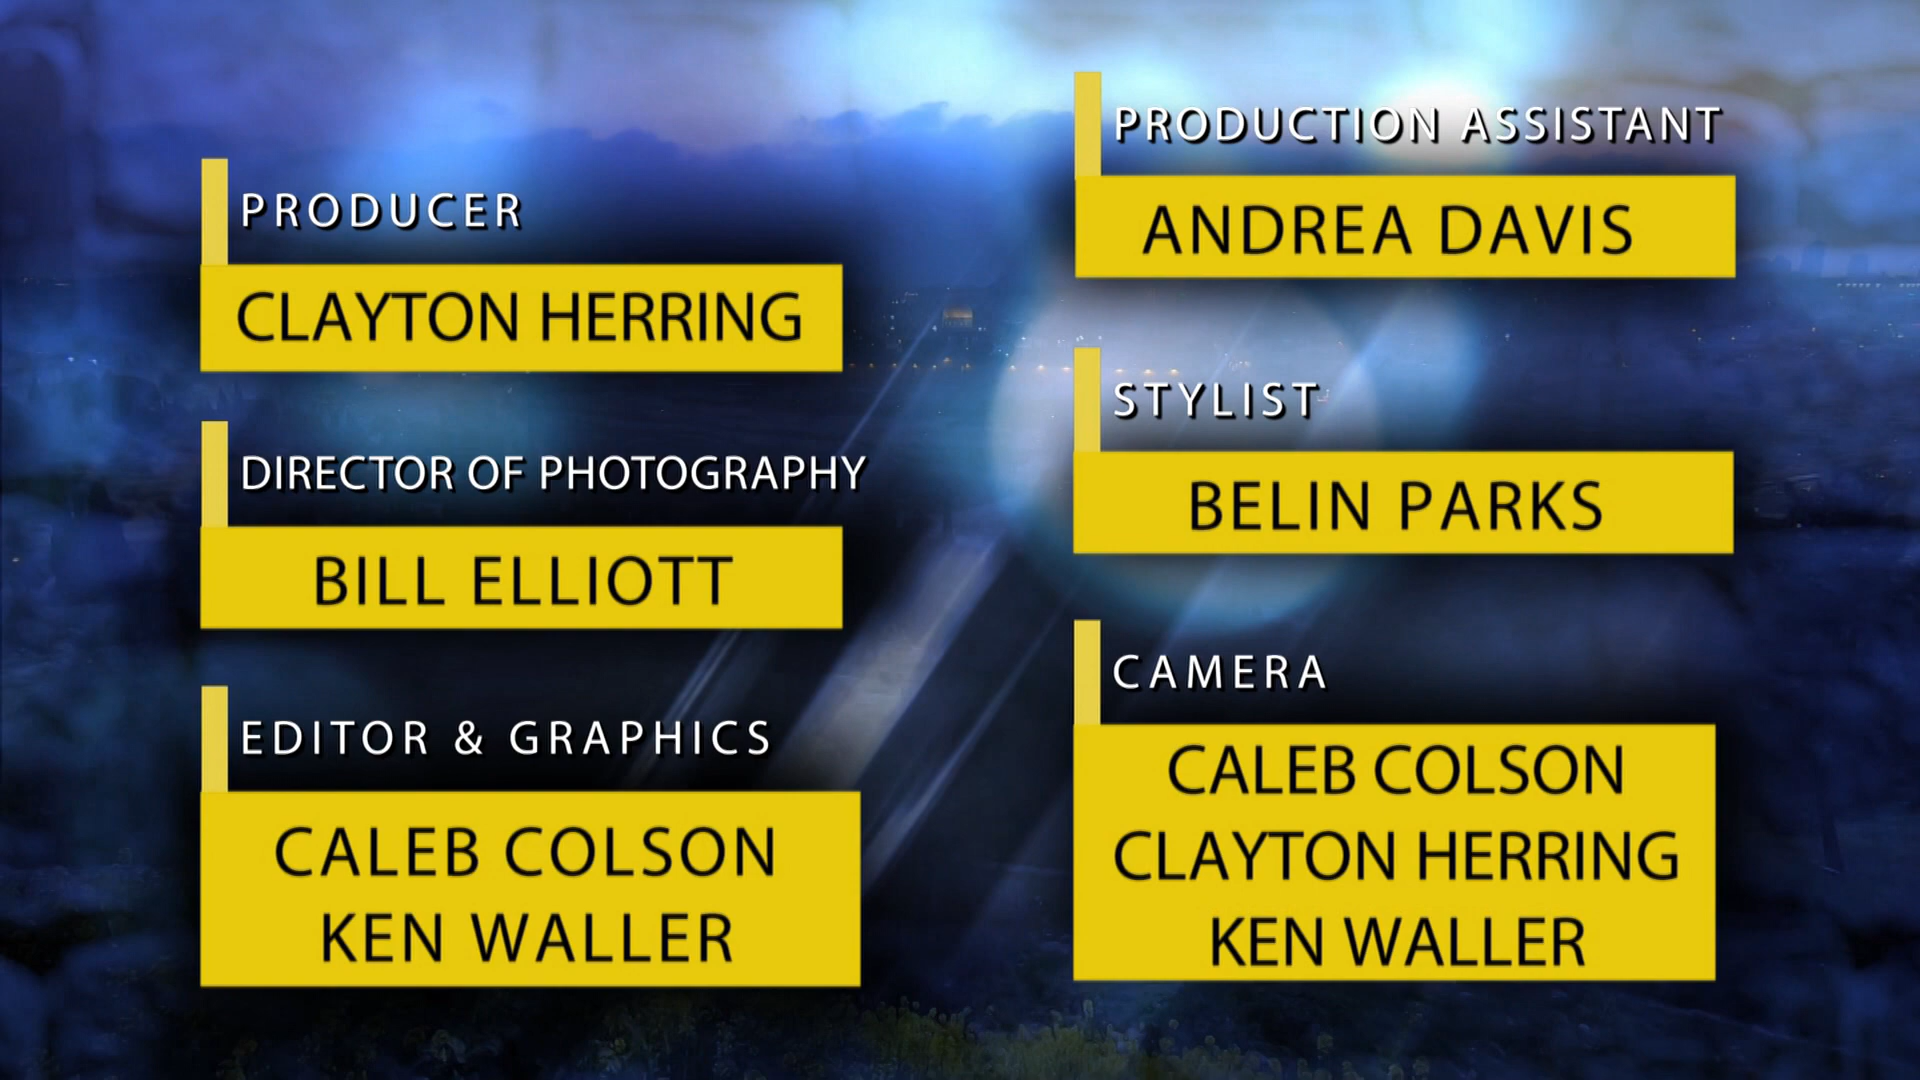 PRODUCER
CLAYTON HERRING
DIRECTOR OF PHOTOGRAPHY
BILL ELLIOTT
EDITOR & GRAPHICS
CALEB COLSON
KEN WALLER
PRODUCTION ASSISTANT
ANDREA DAVIS
STYLIST
BELIN PARKS
CAMERA
CALEB COLSON
CLAYTON HERRING
KEN WALLER